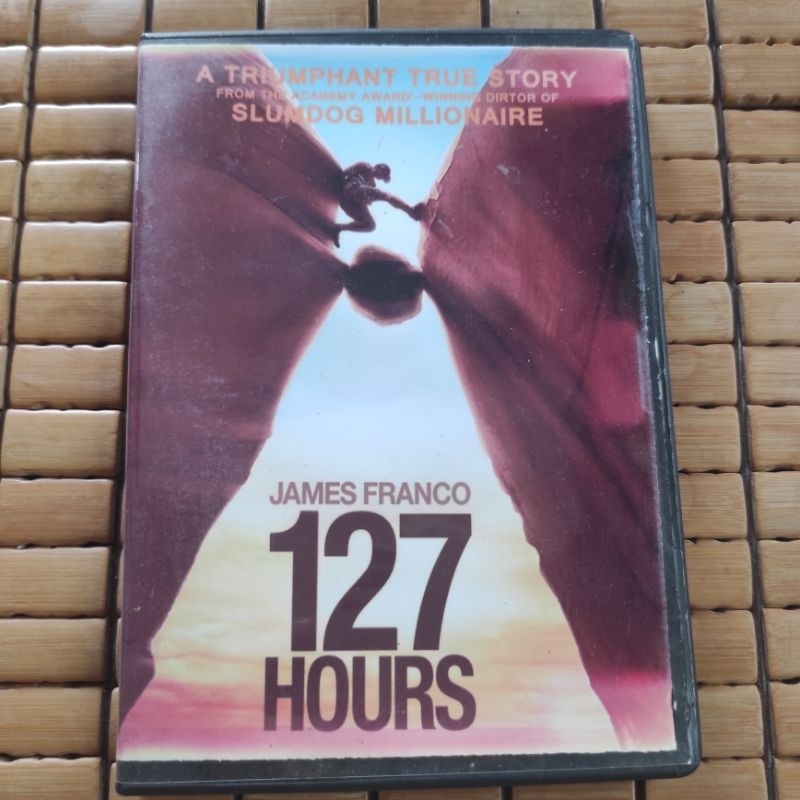 A TRIUMPHANT TRUE STORY
FROM THE ACADEMY AWARD'-WINNING DIRTOR OF
SLUMDOG MILLIONAIRE
JAMES FRANCO
127
HOURS